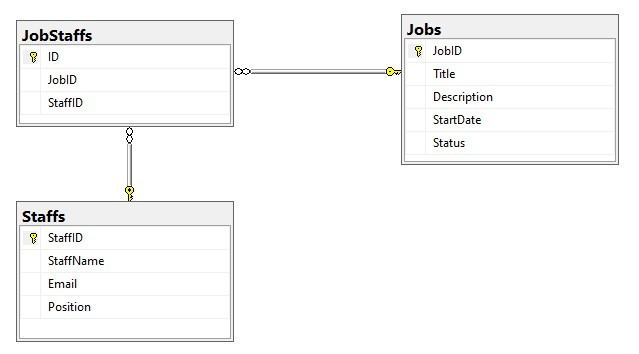 JobStaffs
ID
JobID
StaffID
Jobs
JobID
Title
Description
StartDate
Status
Staffs
StaffID
StaffName
Email
Position